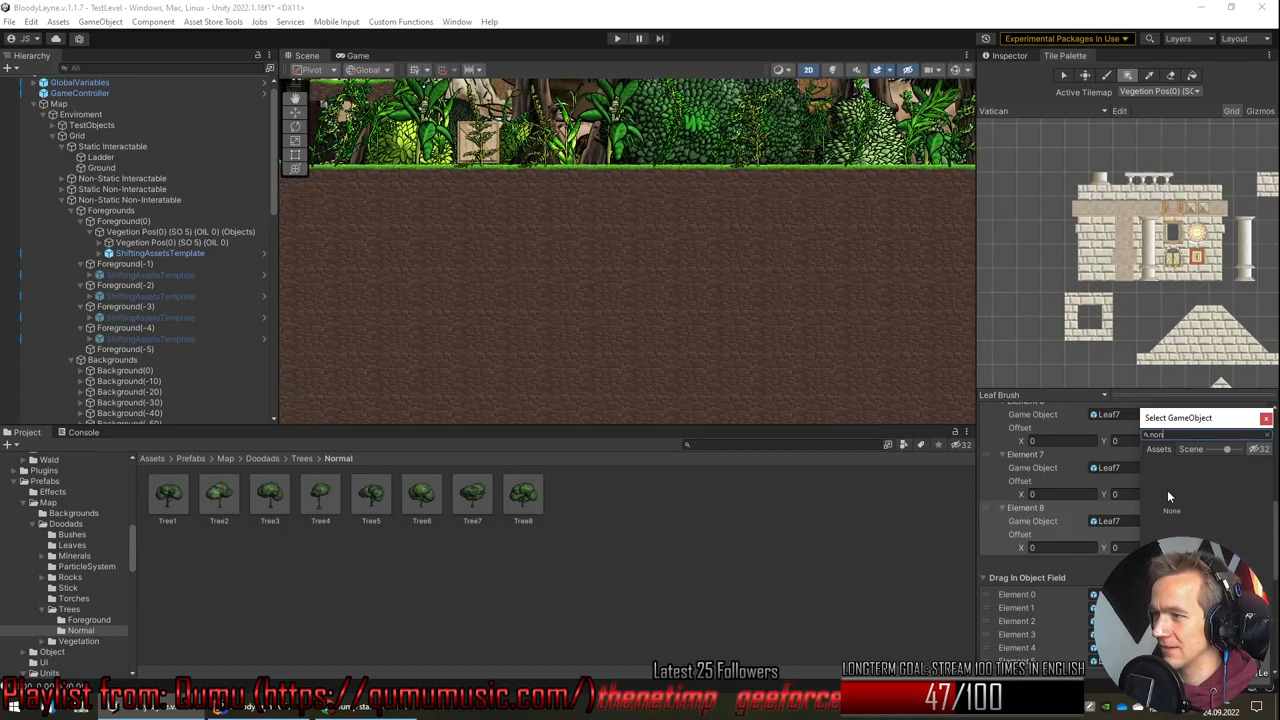 BloodyLayne.v.1.1.7 - TestLevel - Windows, Mac, Linux - Unity 2022.1.16f1* <DX11>
File Edit Assets GameObject Component Asset Store Tools Jobs Services Mobile Input Custom Functions Window Help
JS Experimental Packages In Use Layers Layout
Hierarchy
All
GlobalVariables
GameController
Map
Enviroment
TestObjects
Grid
Static Interactable
Ladder
Ground
Non-Static Interactable
Static Non-Interactable
Non-Static Non-Interatable
Foregrounds
Foreground(0)
Vegetion Pos(0) (SO 5) (OIL 0) (Objects)
Vegetion Pos(0) (SO 5) (OIL 0)
ShiftingAssetsTemplate
Foreground(-1)
ShiftingAssetsTemplate
Foreground(-2)
ShiftingAssetsTemplate
Foreground(-3)
ShiftingAssetsTemplate
Foreground(-4)
ShiftingAssetsTemplate
Foreground(-5)
Backgrounds
Background(0)
Background(-10)
Background(-20)
Background(-30)
Background(-40)
Scene Game
Pivot Global 2D
Inspector Tile Palette
Active Tilemap Vegetion Pos(0) (SC
Vatican Edit Grid Gizmos
Leaf Brush
Game Object Leaf7
Offset
X 0 Y 0
Element 7
Game Object Leaf7
Offset
X 0 Y 0
Element 8
Game Object Leaf7
Offset
X 0 Y 0
Drag In Object Field
Element 0
Element 1
Element 2
Element 3
Element 4
Select GameObject
Assets Scene 32
None
Project Console
32
Wald
Plugins
Prefabs
Effects
Map
Backgrounds
Doodads
Bushes
Leaves
Minerals
ParticleSystem
Rocks
Stick
Torches
Trees
Foreground
Normal
Vegetation
Object
UI
Units
Assets > Prefabs > Map > Doodads > Trees > Normal
Tree1 Tree2 Tree3 Tree4 Tree5 Tree6 Tree7 Tree8
Latest 25 Followers
LONGTERM GOAL: STREAM 100 TIMES IN ENGLISH
Playlist from: Qumu (https://qumumusic.com/)
thenetimp geeforce
47/100
24.09.2022